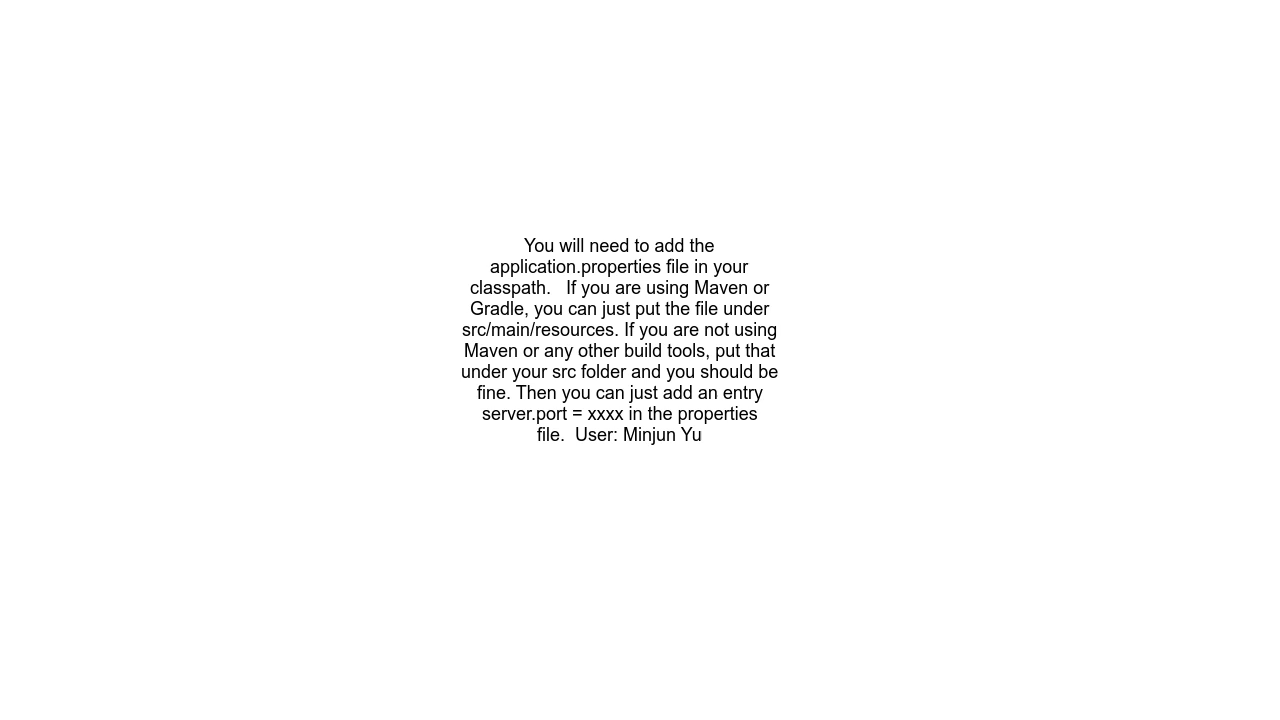 You will need to add the
application.properties file in your
classpath.   If you are using Maven or
Gradle, you can just put the file under
src/main/resources. If you are not using
Maven or any other build tools, put that
under your src folder and you should be
fine. Then you can just add an entry
server.port = xxxx in the properties
file.  User: Minjun Yu